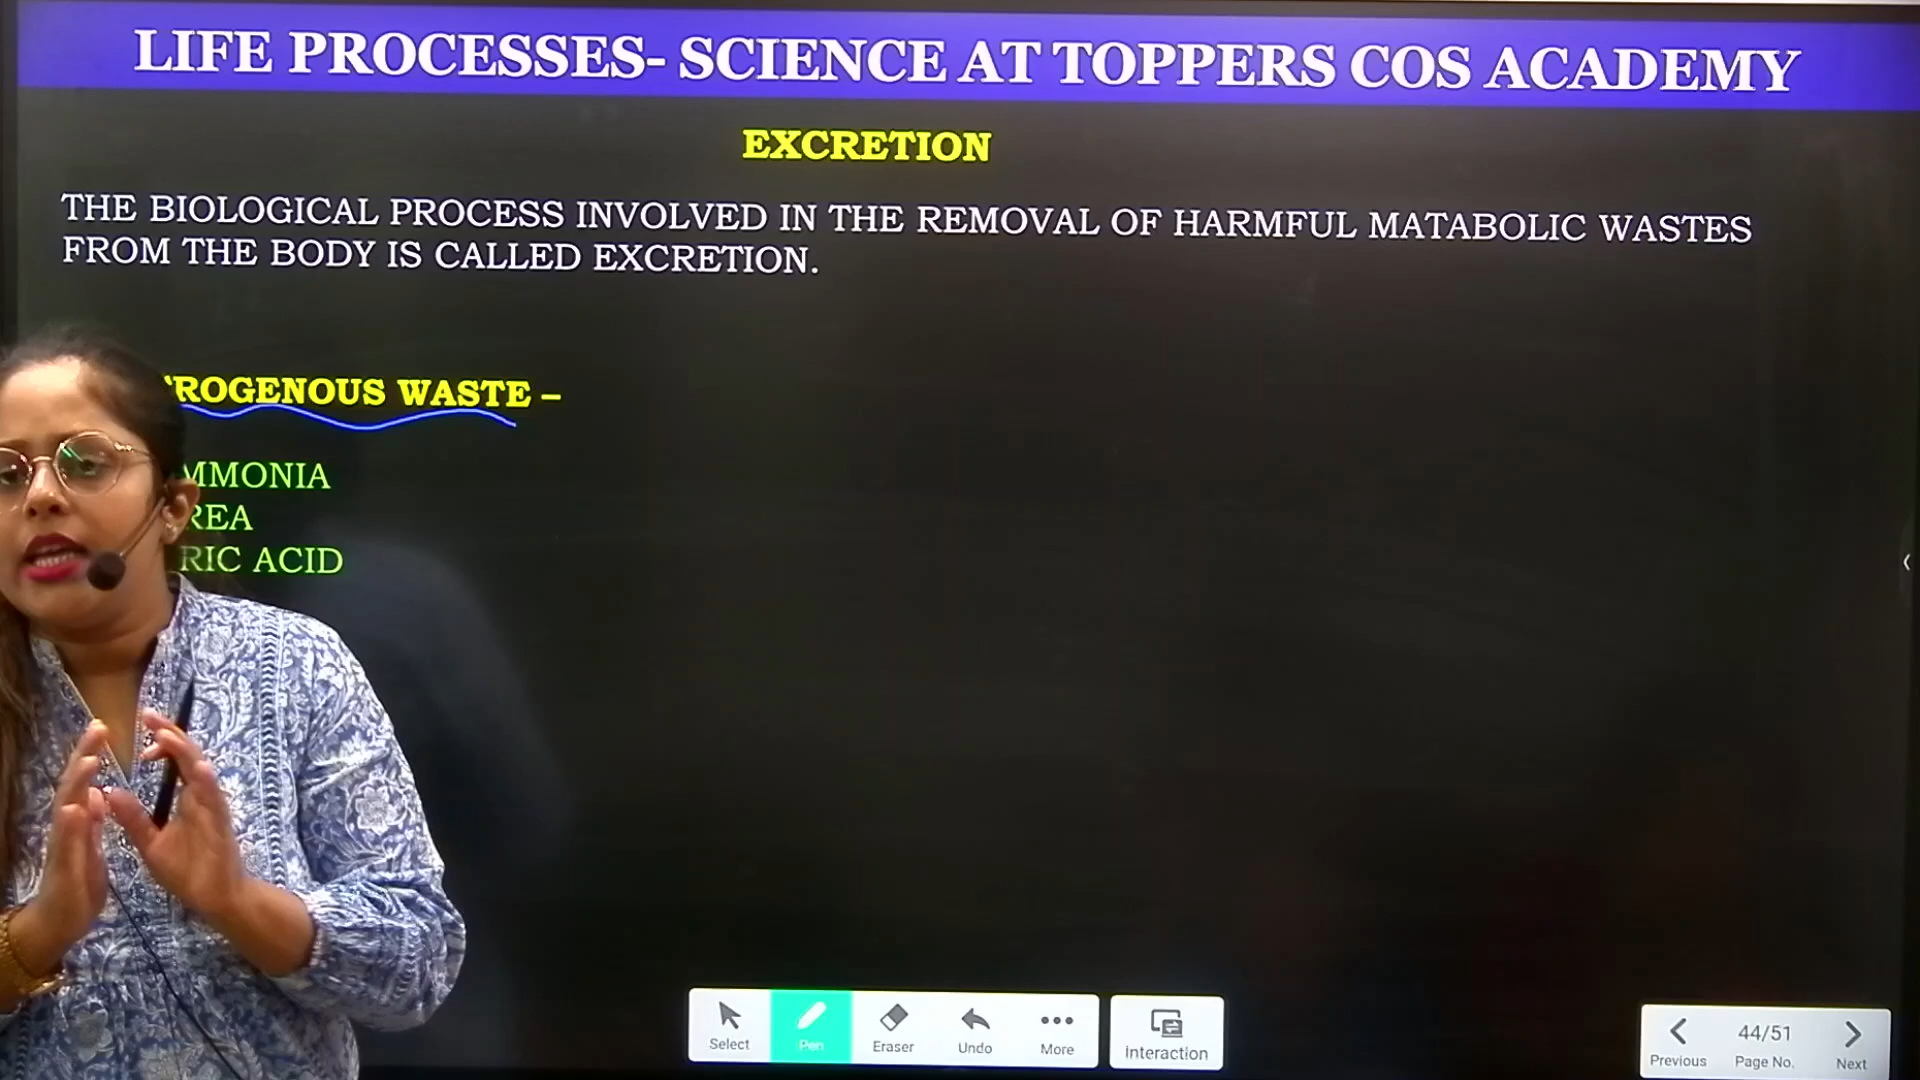 LIFE PROCESSES- SCIENCE AT TOPPERS COS ACADEMY
EXCRETION
THE BIOLOGICAL PROCESS INVOLVED IN THE REMOVAL OF HARMFUL MATABOLIC WASTES
FROM THE BODY IS CALLED EXCRETION.
ROGENOUS WASTE –
MMONIA
REA
RIC ACID
Select Pen Eraser Undo More Interaction
44/51
Previous Page No. Next